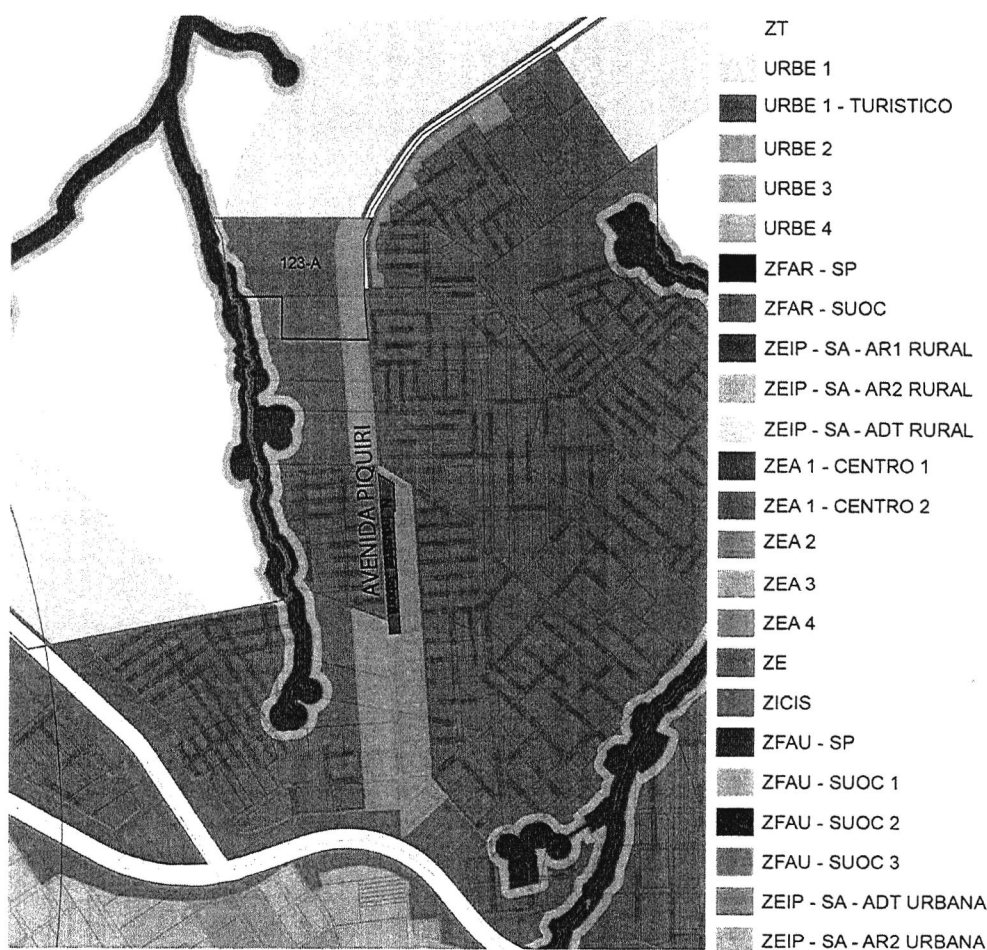 ZT
URBE 1
URBE 1 - TURISTICO
URBE 2
URBE 3
URBE 4
ZFAR - SP
ZFAR - SUOC
ZEIP - SA - AR1 RURAL
ZEIP - SA - AR2 RURAL
ZEIP - SA - ADT RURAL
ZEA 1 - CENTRO 1
ZEA 1 - CENTRO 2
ZEA 2
ZEA 3
ZEA 4
ZE
ZICIS
ZFAU - SP
ZFAU - SUOC 1
ZFAU - SUOC 2
ZFAU - SUOC 3
ZEIP - SA - ADT URBANA
ZEIP - SA - AR2 URBANA
123-A
AVENIDA PIQUIRI